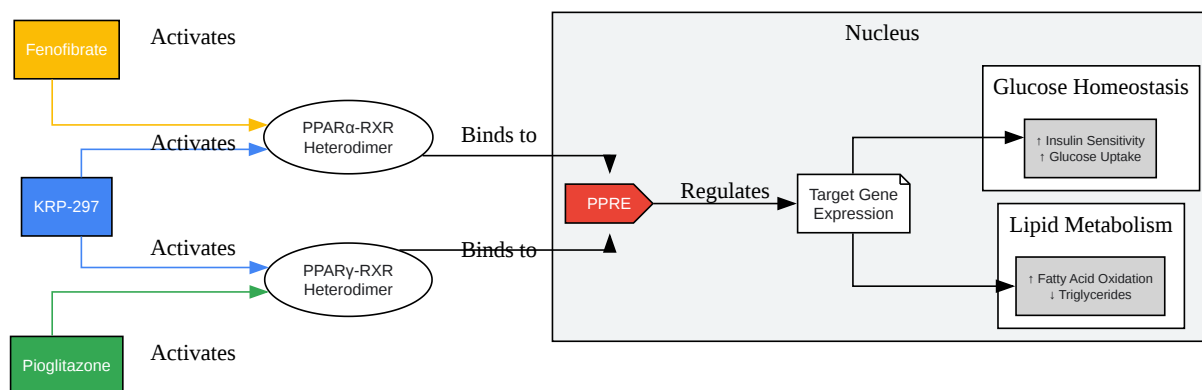 Fenofibrate
Activates
Nucleus
PPARα-RXR
Heterodimer
Activates
Binds to
Glucose Homeostasis
↑ Insulin Sensitivity
↑ Glucose Uptake
KRP-297
PPRE
Regulates
Target Gene
Expression
Activates
PPARγ-RXR
Heterodimer
Binds to
Lipid Metabolism
↑ Fatty Acid Oxidation
↓ Triglycerides
Pioglitazone
Activates